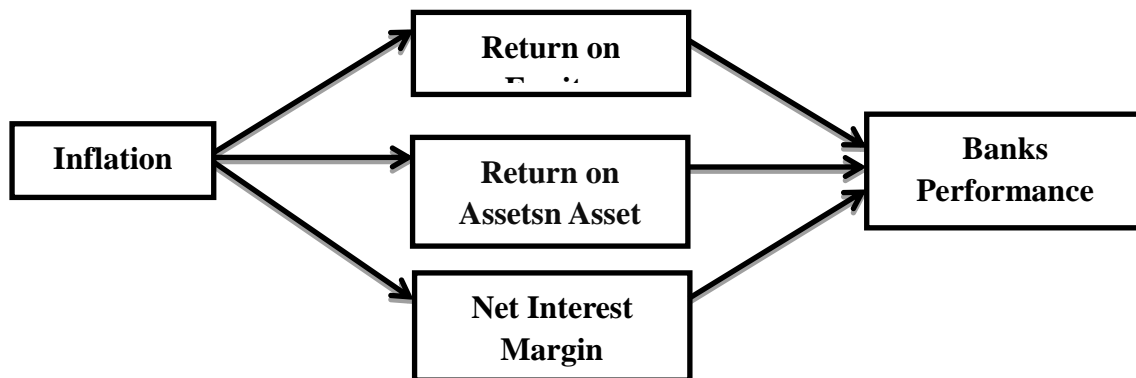 Return on
Inflation
Return on
Assetsn Asset
Net Interest
Margin
Banks
Performance